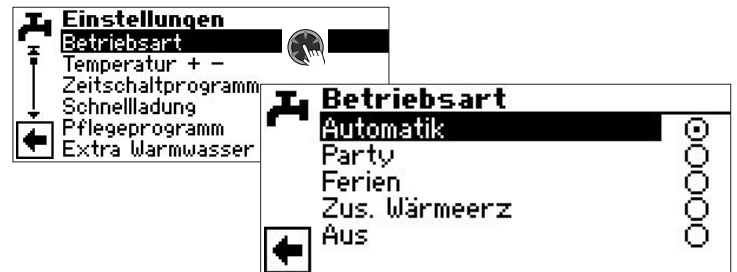 Einstellungen
Betriebsart
Temperatur + −
Zeitschaltprogramm
Schnellladung
Pflegeprogramm
Extra Warmwasser
Betriebsart
Automatik
Party
Ferien
Zus. Wärmeerz
Aus